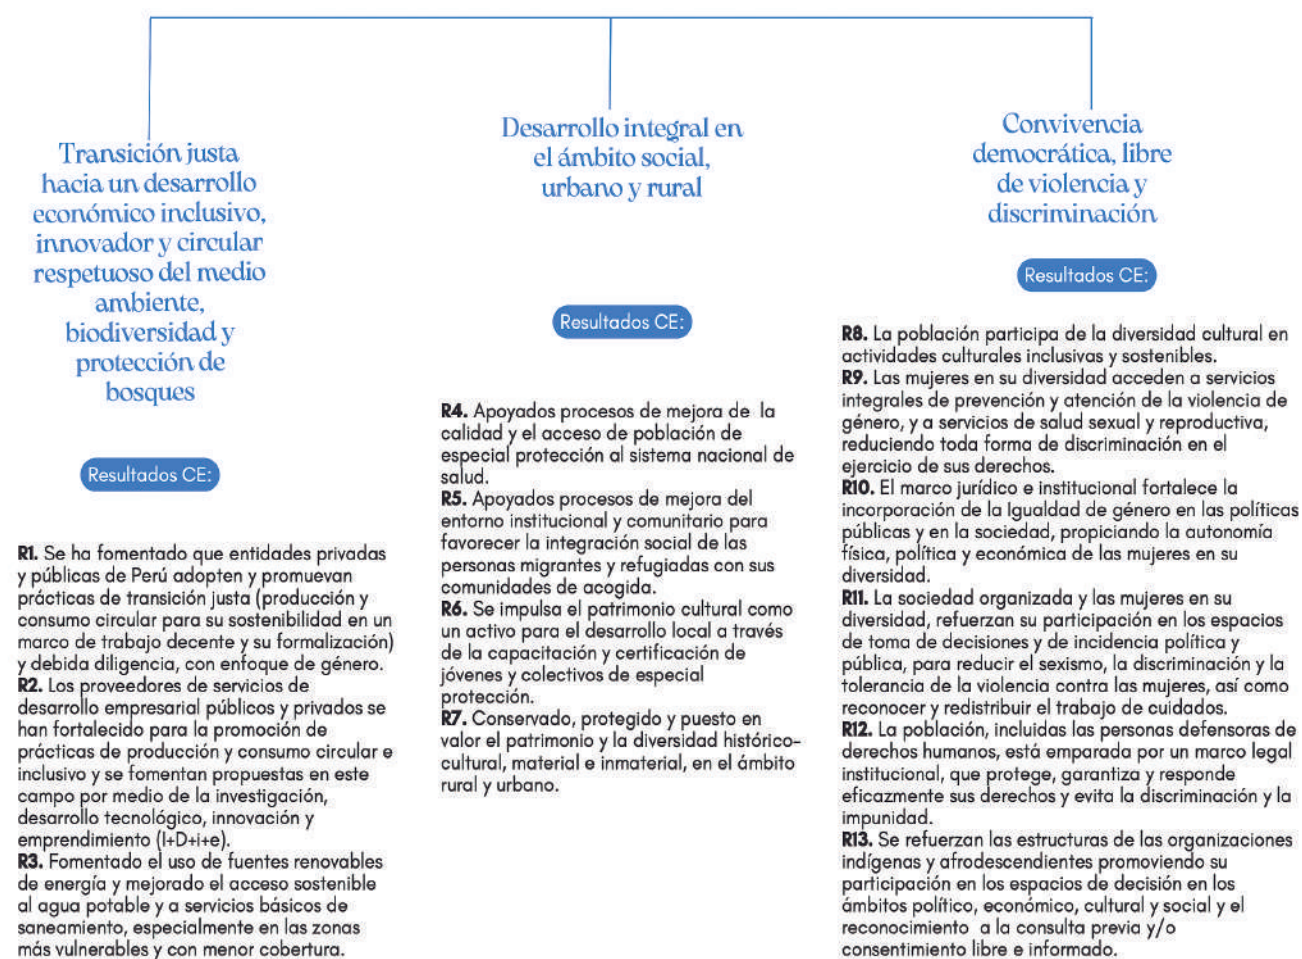 Transición justa
hacia un desarrollo
económico inclusivo,
innovador y circular
respetuoso del medio
ambiente,
biodiversidad y
protección de
bosques
Resultados CE:
R1. Se ha fomentado que entidades privadas
y públicas de Perú adopten y promuevan
prácticas de transición justa (producción y
consumo circular para su sostenibilidad en un
marco de trabajo decente y su formalización)
y debida diligencia, con enfoque de género.
R2. Los proveedores de servicios de
desarrollo empresarial públicos y privados se
han fortalecido para la promoción de
prácticas de producción y consumo circular e
inclusivo y se fomentan propuestas en este
campo por medio de la investigación,
desarrollo tecnológico, innovación y
emprendimiento (I+D+i+e).
R3. Fomentado el uso de fuentes renovables
de energía y mejorado el acceso sostenible
al agua potable y a servicios básicos de
saneamiento, especialmente en las zonas
más vulnerables y con menor cobertura.
Desarrollo integral en
el ámbito social,
urbano y rural
Resultados CE:
R4. Apoyados procesos de mejora de la
calidad y el acceso de población de
especial protección al sistema nacional de
salud.
R5. Apoyados procesos de mejora del
entorno institucional y comunitario para
favorecer la integración social de las
personas migrantes y refugiadas con sus
comunidades de acogida.
R6. Se impulsa el patrimonio cultural como
un activo para el desarrollo local a través
de la capacitación y certificación de
jóvenes y colectivos de especial
protección.
R7. Conservado, protegido y puesto en
valor el patrimonio y la diversidad histórico-
cultural, material e inmaterial, en el ámbito
rural y urbano.
Convivencia
democrática, libre
de violencia y
discriminación
Resultados CE:
R8. La población participa de la diversidad cultural en
actividades culturales inclusivas y sostenibles.
R9. Las mujeres en su diversidad acceden a servicios
integrales de prevención y atención de la violencia de
género, y a servicios de salud sexual y reproductiva,
reduciendo toda forma de discriminación en el
ejercicio de sus derechos.
R10. El marco jurídico e institucional fortalece la
incorporación de la Igualdad de género en las políticas
públicas y en la sociedad, propiciando la autonomía
física, política y económica de las mujeres en su
diversidad.
R11. La sociedad organizada y las mujeres en su
diversidad, refuerzan su participación en los espacios
de toma de decisiones y de incidencia política y
pública, para reducir el sexismo, la discriminación y la
tolerancia de la violencia contra las mujeres, así como
reconocer y redistribuir el trabajo de cuidados.
R12. La población, incluidas las personas defensoras de
derechos humanos, está emparada por un marco legal
institucional, que protege, garantiza y responde
eficazmente sus derechos y evita la discriminación y la
impunidad.
R13. Se refuerzan las estructuras de las organizaciones
indígenas y afrodescendientes promoviendo su
participación en los espacios de decisión en los
ámbitos político, económico, cultural y social y el
reconocimiento a la consulta previa y/o
consentimiento libre e informado.